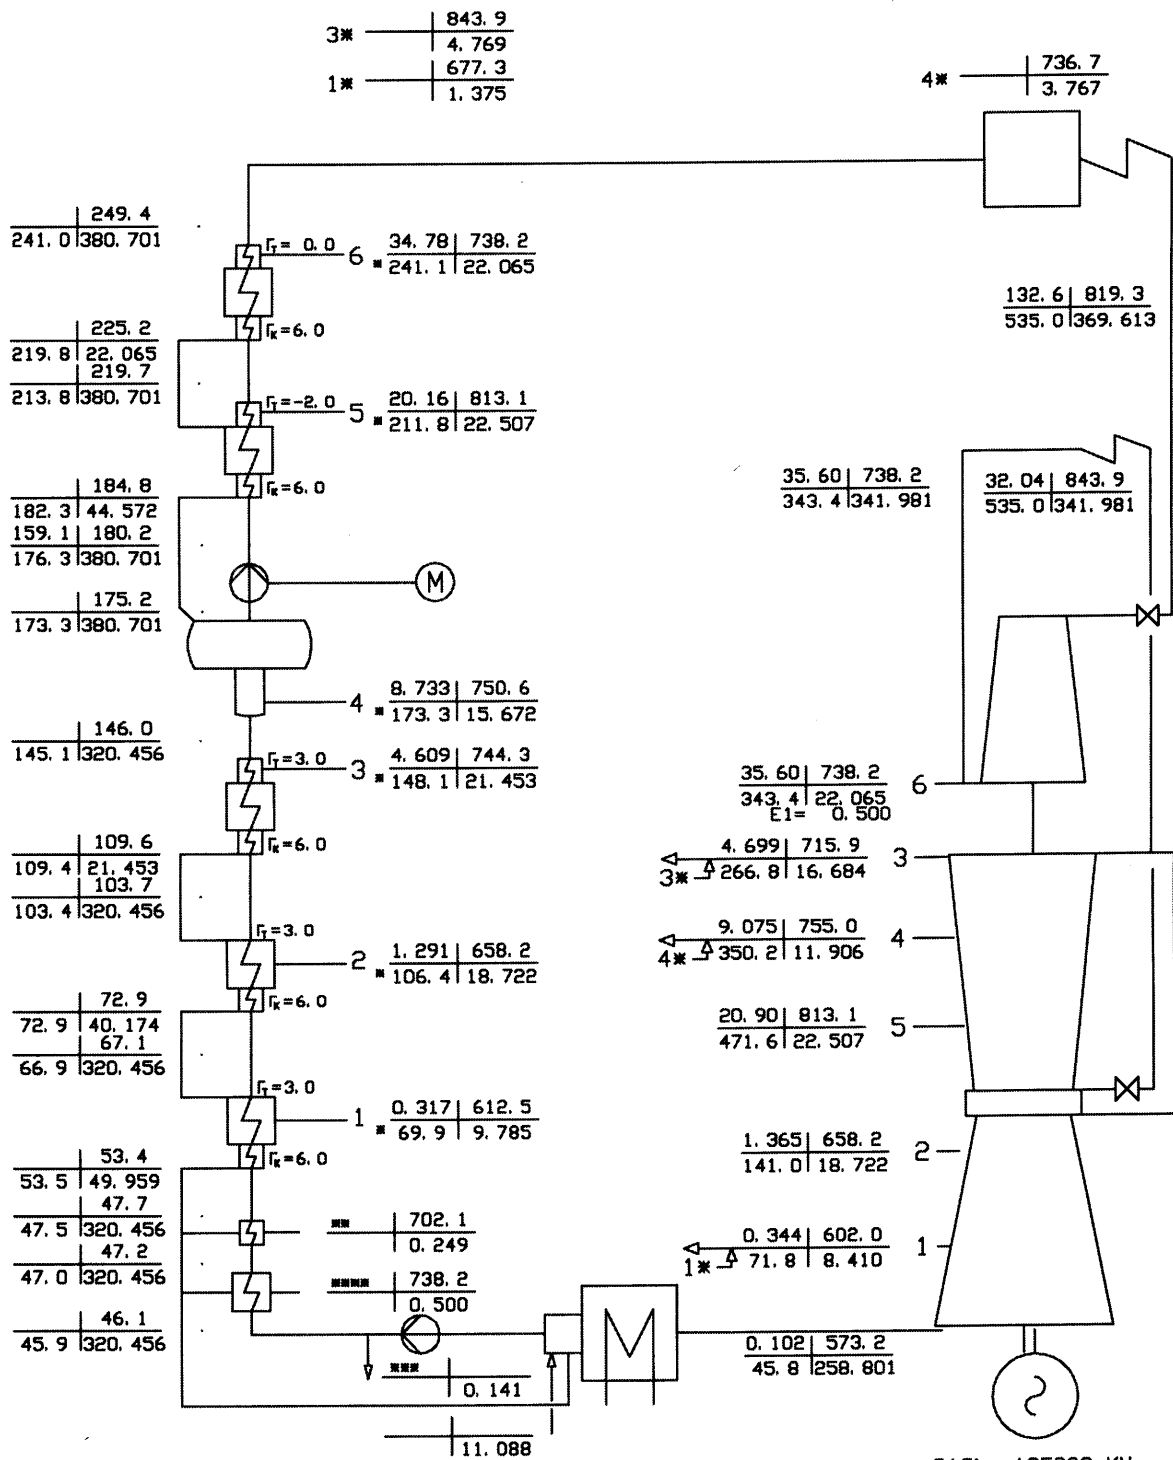 3* 843. 9
4. 769
1* 677. 3
1. 375
4* 736. 7
3. 767
249. 4
241. 0 380. 701
Γт= 0. 0 6 * 34. 78 738. 2
241. 1 22. 065
Γк=6. 0
225. 2
219. 8 22. 065
219. 7
213. 8 380. 701
Γт=-2. 0 5 * 20. 16 813. 1
211. 8 22. 507
Γк=6. 0
132. 6 819. 3
535. 0 369. 613
184. 8
182. 3 44. 572
159. 1 180. 2
176. 3 380. 701
M
175. 2
173. 3 380. 701
35. 60 738. 2
343. 4 341. 981
32. 04 843. 9
535. 0 341. 981
4 * 8. 733 750. 6
173. 3 15. 672
146. 0
145. 1 320. 456
Γт=3. 0 3 * 4. 609 744. 3
148. 1 21. 453
Γк=6. 0
35. 60 738. 2 6
343. 4 22. 065
E1= 0. 500
109. 6
109. 4 21. 453
103. 7
103. 4 320. 456
4. 699 715. 9 3
3* 266. 8 16. 684
Γт=3. 0
2 * 1. 291 658. 2
106. 4 18. 722
Γк=6. 0
9. 075 755. 0 4
4* 350. 2 11. 906
72. 9
72. 9 40. 174
67. 1
66. 9 320. 456
20. 90 813. 1 5
471. 6 22. 507
Γт=3. 0
1 * 0. 317 612. 5
69. 9 9. 785
Γк=6. 0
1. 365 658. 2 2
141. 0 18. 722
53. 4
53. 5 49. 959
47. 7
47. 5 320. 456
47. 2
47. 0 320. 456
46. 1
45. 9 320. 456
** 702. 1
0. 249
**** 738. 2
0. 500
0. 344 602. 0 1
1* 71. 8 8. 410
0. 102 573. 2
45. 8 258. 801
***
0. 141
11. 088